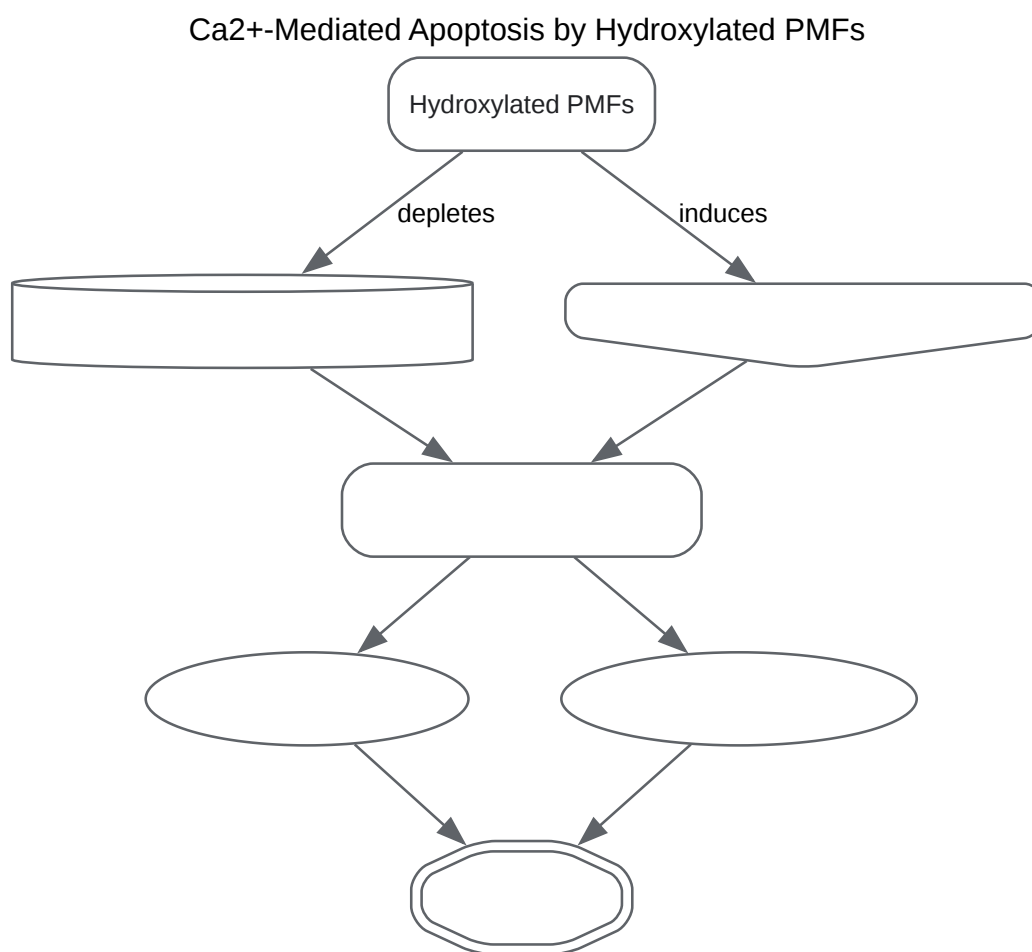 Ca2+-Mediated Apoptosis by Hydroxylated PMFs
Hydroxylated PMFs
depletes
induces